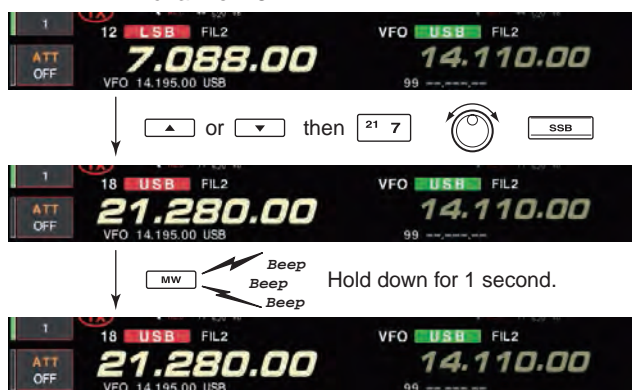 1 TX
12 LSB FIL2 VFO USB FIL2
ATT 7.088.00 14.110.00
OFF
VFO 14.195.00 USB 99 --,---,--
▲ or ▼ then 21 7 SSB
1 TX
18 USB FIL2 VFO USB FIL2
ATT 21.280.00 14.110.00
OFF
VFO 14.195.00 USB 99 --,---,--
Beep
MW Beep Hold down for 1 second.
Beep
1
18 USB FIL2 VFO USB FIL2
ATT 21.280.00 14.110.00
OFF
VFO 14.195.00 USB 99